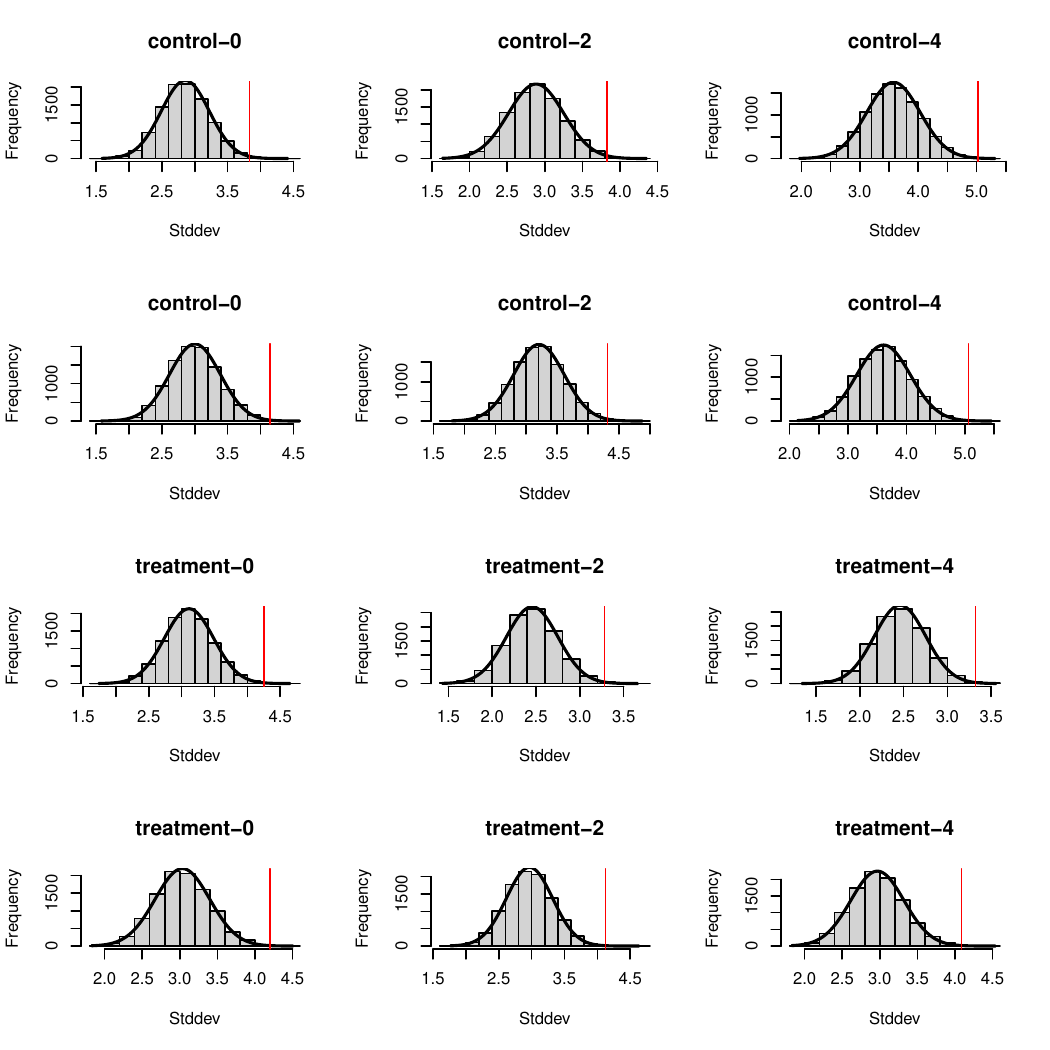 control−0 control−2 control−4
Frequency 0 1500 Frequency 0 1500 Frequency 0 1000
1.5 2.5 3.5 4.5 1.5 2.0 2.5 3.0 3.5 4.0 4.5 2.0 3.0 4.0 5.0
Stddev Stddev Stddev
control−0 control−2 control−4
Frequency 0 1000 Frequency 0 1000 Frequency 0 1000
1.5 2.5 3.5 4.5 1.5 2.5 3.5 4.5 2.0 3.0 4.0 5.0
Stddev Stddev Stddev
treatment−0 treatment−2 treatment−4
Frequency 0 1500 Frequency 0 1500 Frequency 0 1500
1.5 2.5 3.5 4.5 1.5 2.0 2.5 3.0 3.5 1.5 2.0 2.5 3.0 3.5
Stddev Stddev Stddev
treatment−0 treatment−2 treatment−4
Frequency 0 1500 Frequency 0 1500 Frequency 0 1500
2.0 2.5 3.0 3.5 4.0 4.5 1.5 2.5 3.5 4.5 2.0 2.5 3.0 3.5 4.0 4.5
Stddev Stddev Stddev